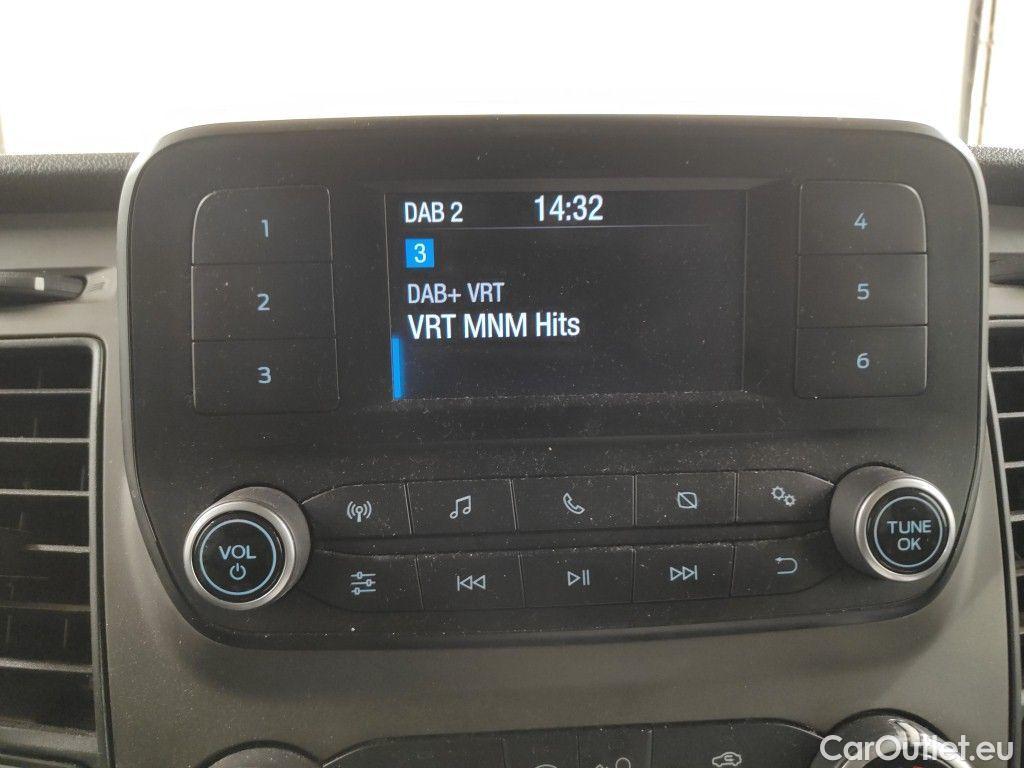 DAB 2 14:32
3
DAB+ VRT
VRT MNM Hits
1
2
3
4
5
6
VOL
TUNE
OK
CarOutlet.eu